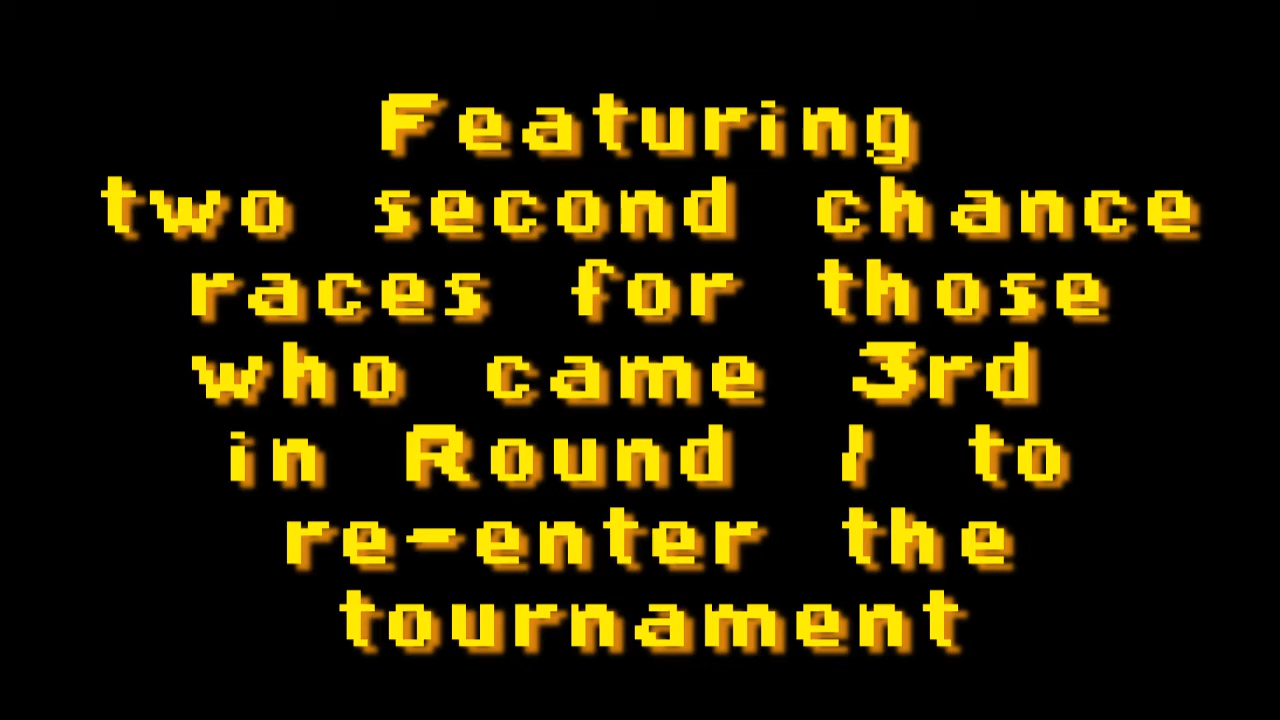 Featuring
two second chance
races for those
who came 3rd
in Round 1 to
re-enter the
tournament